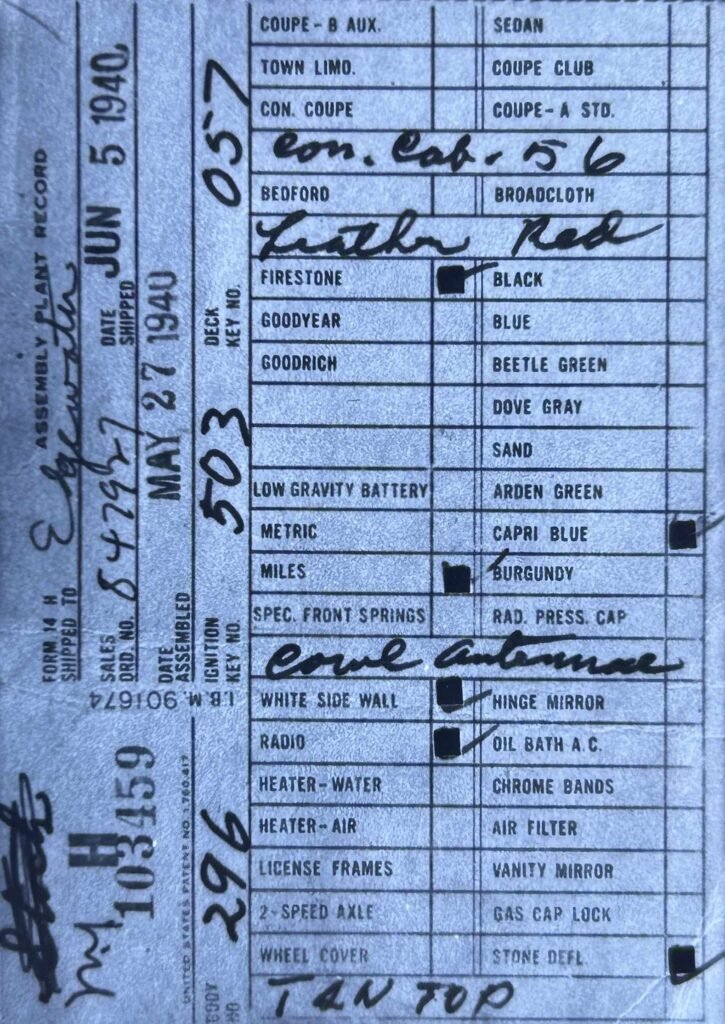 COUPE - B AUX. SEDAN
TOWN LIMO. COUPE CLUB
CON. COUPE COUPE - A STD.
Con. Cab. - 56
BEDFORD BROADCLOTH
Leather Red
FIRESTONE BLACK
GOODYEAR BLUE
GOODRICH BEETLE GREEN
DOVE GRAY
SAND
LOW GRAVITY BATTERY ARDEN GREEN
METRIC CAPRI BLUE
MILES BURGUNDY
SPEC. FRONT SPRINGS RAD. PRESS. CAP
Cowl Antennae
WHITE SIDE WALL HINGE MIRROR
RADIO OIL BATH A.C.
HEATER - WATER CHROME BANDS
HEATER - AIR AIR FILTER
LICENSE FRAMES VANITY MIRROR
2-SPEED AXLE GAS CAP LOCK
WHEEL COVER STONE DEFL
TAN TOP
FORM 14 H ASSEMBLY PLANT RECORD
SHIPPED TO Edgewater
SALES ORD. NO. 847927 DATE SHIPPED JUN 5 1940
DATE ASSEMBLED MAY 27 1940
BODY NO 296 IGNITION KEY NO. 503 DECK KEY NO. 057
I.B.M. 901674
H
103459
N.Y.
UNITED STATES PATENT NO. 1,760,417